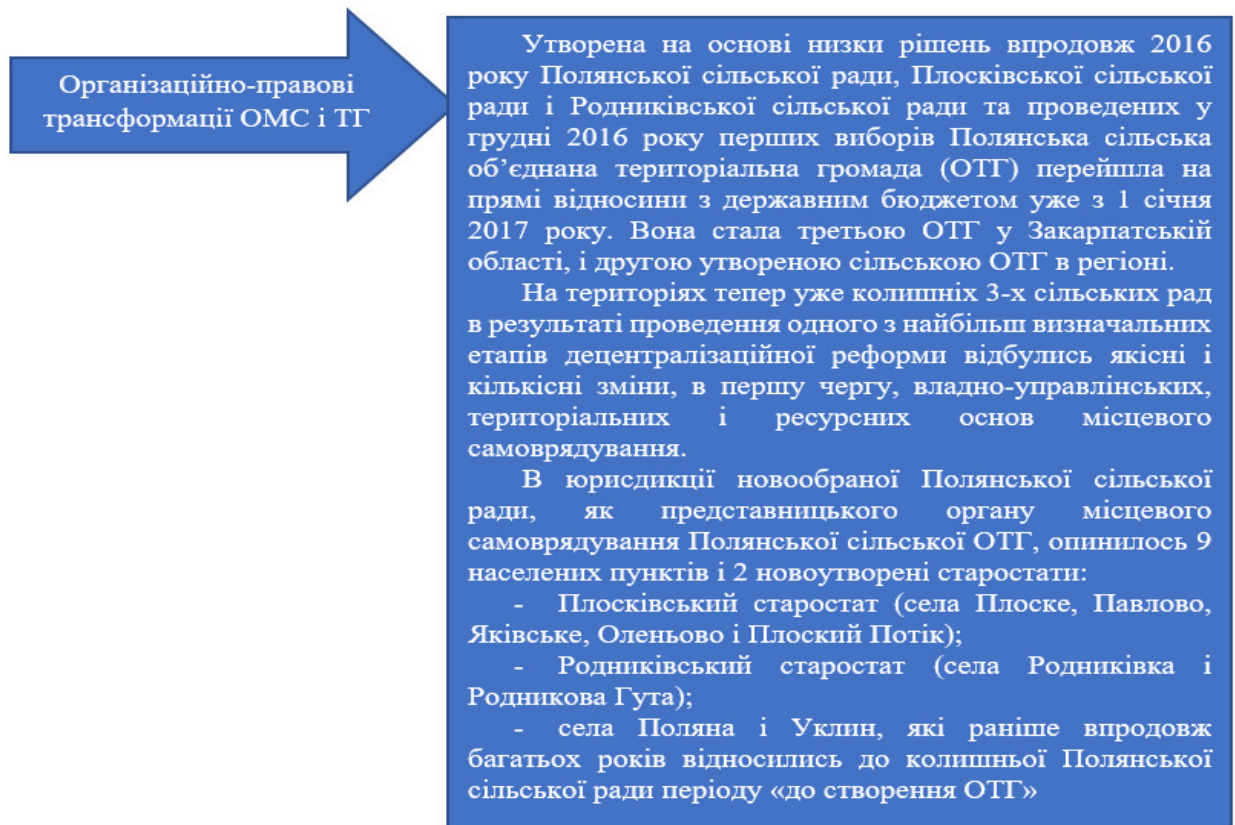 Організаційно-правові
трансформації ОМС і ТГ
Утворена на основі низки рішень впродовж 2016
року Полянської сільської ради, Плосківської сільської
ради і Родниківської сільської ради та проведених у
грудні 2016 року перших виборів Полянська сільська
об’єднана територіальна громада (ОТГ) перейшла на
прямі відносини з державним бюджетом уже з 1 січня
2017 року. Вона стала третьою ОТГ у Закарпатській
області, і другою утвореною сільською ОТГ в регіоні.
На територіях тепер уже колишніх 3-х сільських рад
в результаті проведення одного з найбільш визначальних
етапів децентралізаційної реформи відбулись якісні і
кількісні зміни, в першу чергу, владно-управлінських,
територіальних і ресурсних основ місцевого
самоврядування.
В юрисдикції новообраної Полянської сільської
ради, як представницького органу місцевого
самоврядування Полянської сільської ОТГ, опинилось 9
населених пунктів і 2 новоутворені старостати:
- Плосківський старостат (села Плоске, Павлово,
Яківське, Оленьово і Плоский Потік);
- Родниківський старостат (села Родниківка і
Родникова Гута);
- села Поляна і Уклин, які раніше впродовж
багатьох років відносились до колишньої Полянської
сільської ради періоду «до створення ОТГ»